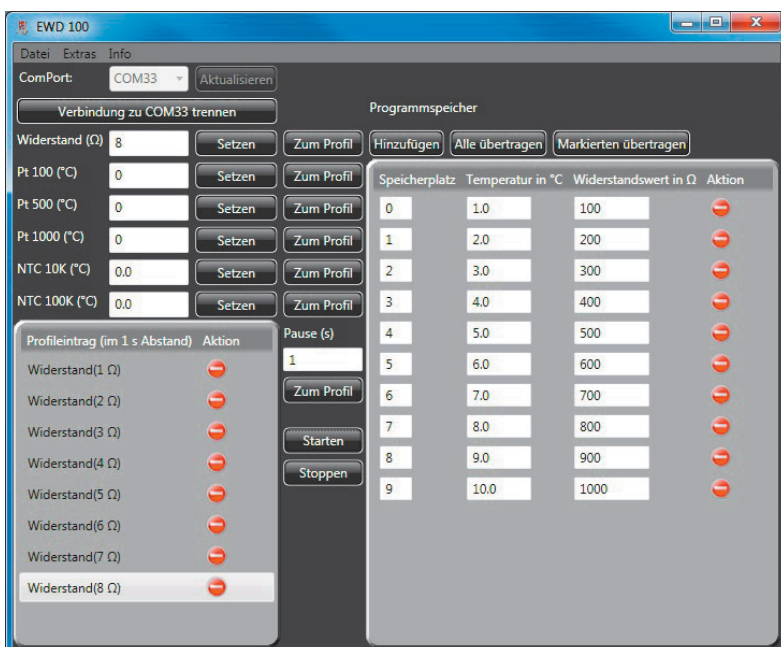 EWD 100
Datei Extras Info
ComPort: COM33 Aktualisieren
Verbindung zu COM33 trennen
Widerstand (Ω) 8 Setzen Zum Profil
Pt 100 (°C) 0 Setzen Zum Profil
Pt 500 (°C) 0 Setzen Zum Profil
Pt 1000 (°C) 0 Setzen Zum Profil
NTC 10K (°C) 0.0 Setzen Zum Profil
NTC 100K (°C) 0.0 Setzen Zum Profil
Profileintrag (im 1 s Abstand) Aktion
Widerstand(1 Ω)
Widerstand(2 Ω)
Widerstand(3 Ω)
Widerstand(4 Ω)
Widerstand(5 Ω)
Widerstand(6 Ω)
Widerstand(7 Ω)
Widerstand(8 Ω)
Pause (s)
1
Zum Profil
Starten
Stoppen
Programmspeicher
Hinzufügen Alle übertragen Markierten übertragen
Speicherplatz Temperatur in °C Widerstandswert in Ω Aktion
0 1.0 100
1 2.0 200
2 3.0 300
3 4.0 400
4 5.0 500
5 6.0 600
6 7.0 700
7 8.0 800
8 9.0 900
9 10.0 1000